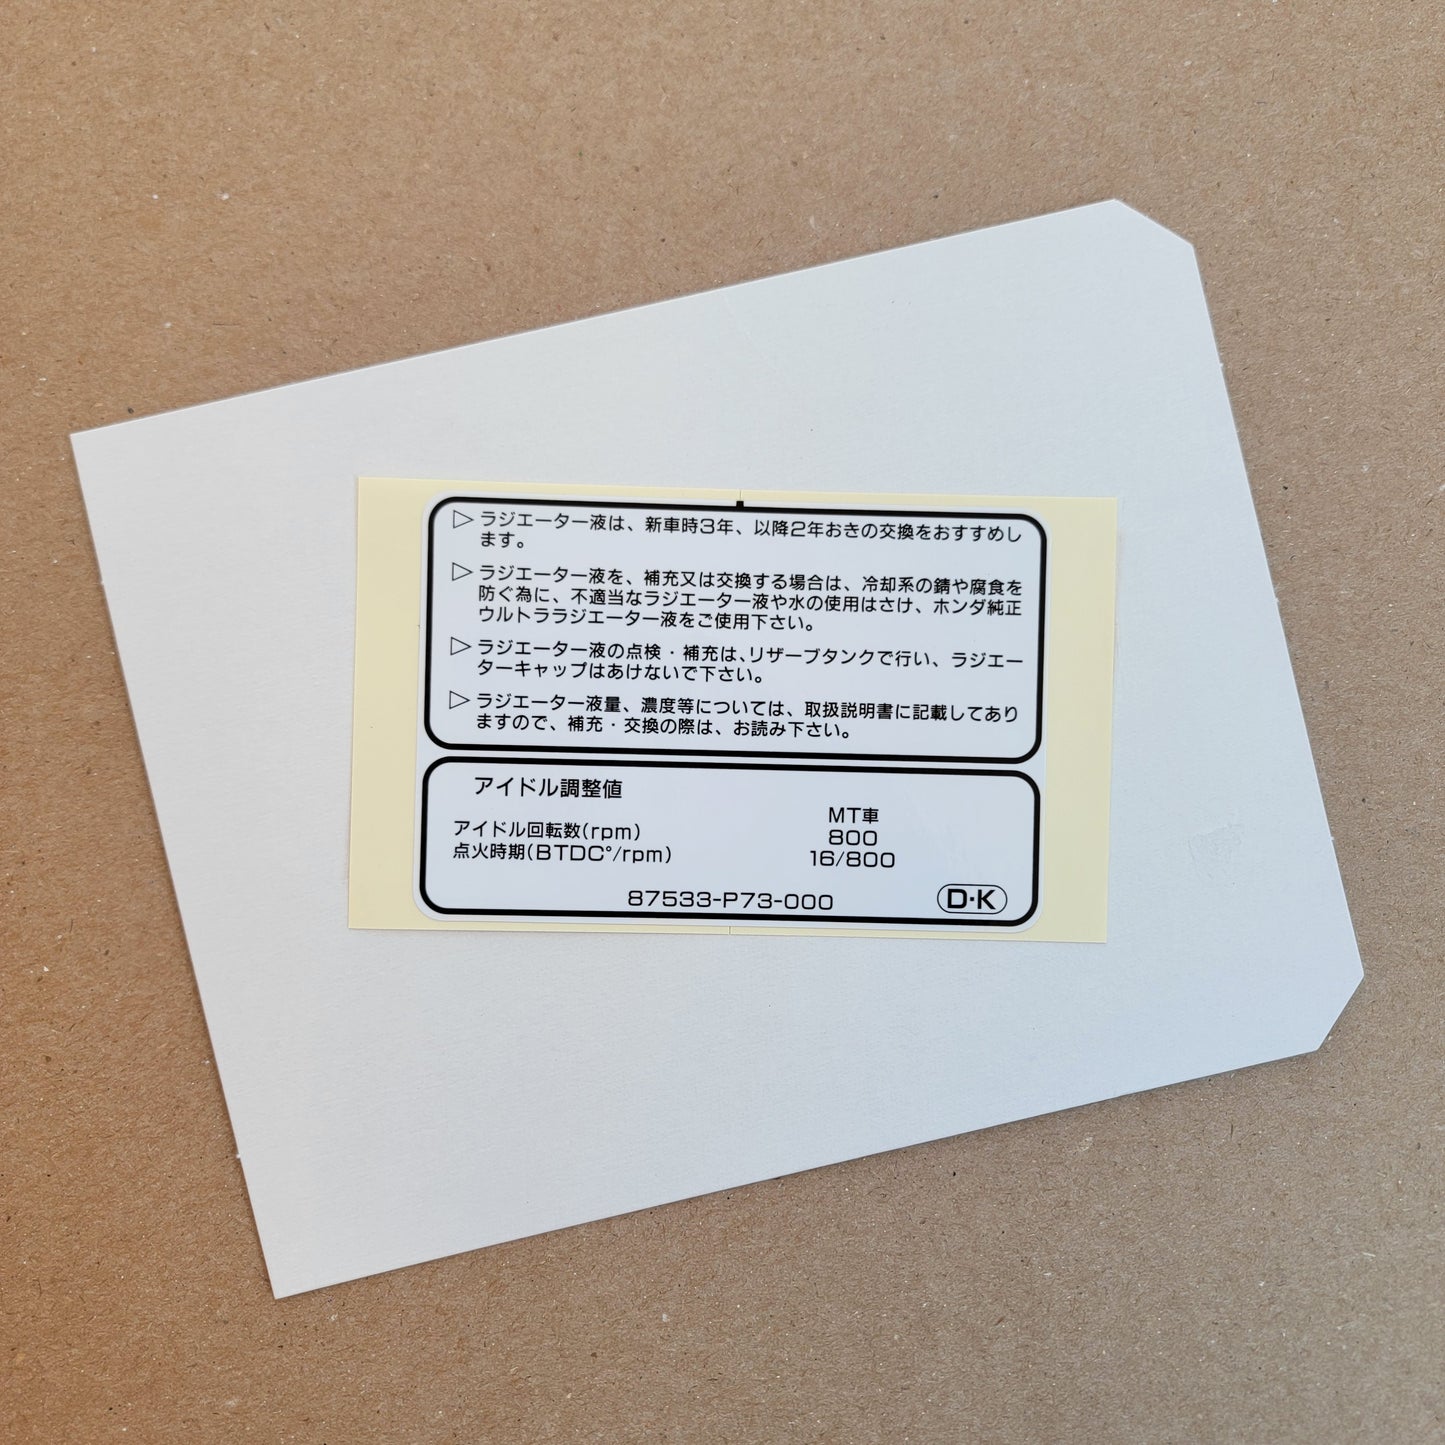 ▷ ラジエーター液は、新車時3年、以降2年おきの交換をおすすめし
ます。
▷ ラジエーター液を、補充又は交換する場合は、冷却系の錆や腐食を
防ぐ為に、不適当なラジエーター液や水の使用はさけ、ホンダ純正
ウルトララジエーター液をご使用下さい。
▷ ラジエーター液の点検・補充は、リザーブタンクで行い、ラジエー
ターキャップはあけないで下さい。
▷ ラジエーター液量、濃度等については、取扱説明書に記載してあり
ますので、補充・交換の際は、お読み下さい。
アイドル調整値
MT車
アイドル回転数(rpm) 800
点火時期(BTDC°/rpm) 16/800
87533-P73-000 D·K